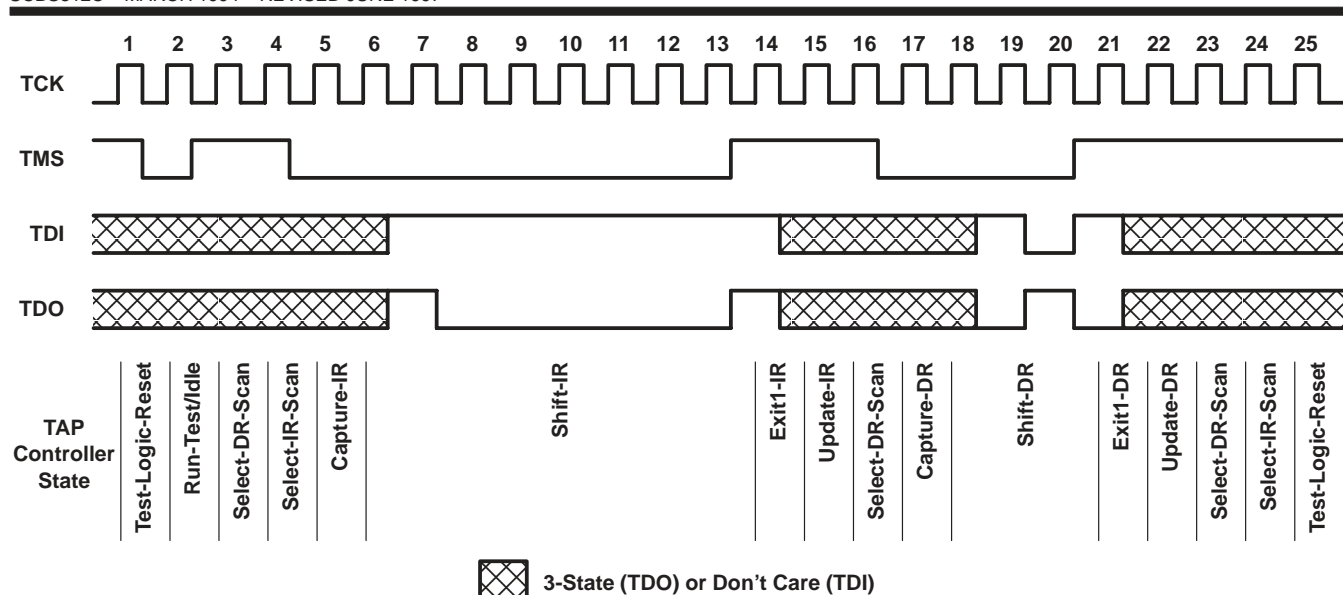 1 2 3 4 5 6 7 8 9 10 11 12 13 14 15 16 17 18 19 20 21 22 23 24 25
TCK
TMS
TDI
TDO
TAP
Controller
State
Test-Logic-Reset
Run-Test/Idle
Select-DR-Scan
Select-IR-Scan
Capture-IR
Shift-IR
Exit1-IR
Update-IR
Select-DR-Scan
Capture-DR
Shift-DR
Exit1-DR
Update-DR
Select-DR-Scan
Select-IR-Scan
Test-Logic-Reset
3-State (TDO) or Don't Care (TDI)